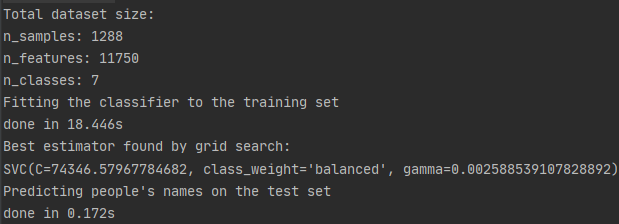 Total dataset size:
n_samples: 1288
n_features: 11750
n_classes: 7
Fitting the classifier to the training set
done in 18.446s
Best estimator found by grid search:
SVC(C=74346.57967784682, class_weight='balanced', gamma=0.002588539107828892)
Predicting people's names on the test set
done in 0.172s